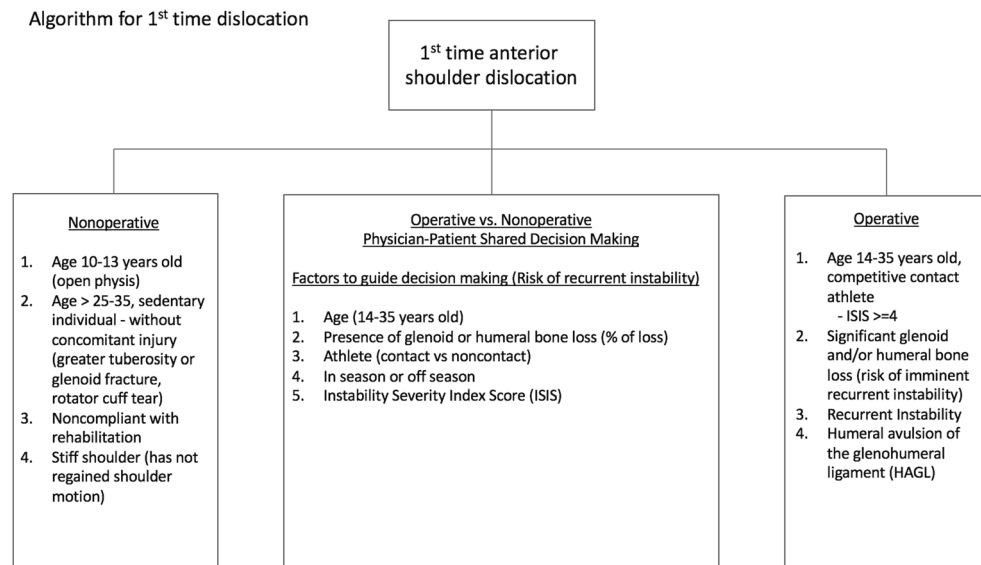 Algorithm for 1st time dislocation
1st time anterior
shoulder dislocation
Nonoperative
1. Age 10-13 years old
(open physis)
2. Age > 25-35, sedentary
individual - without
concomitant injury
(greater tuberosity or
glenoid fracture,
rotator cuff tear)
3. Noncompliant with
rehabilitation
4. Stiff shoulder (has not
regained shoulder
motion)
Operative vs. Nonoperative
Physician-Patient Shared Decision Making
Factors to guide decision making (Risk of recurrent instability)
1. Age (14-35 years old)
2. Presence of glenoid or humeral bone loss (% of loss)
3. Athlete (contact vs noncontact)
4. In season or off season
5. Instability Severity Index Score (ISIS)
Operative
1. Age 14-35 years old,
competitive contact
athlete
- ISIS >=4
2. Significant glenoid
and/or humeral bone
loss (risk of imminent
recurrent instability)
3. Recurrent Instability
4. Humeral avulsion of
the glenohumeral
ligament (HAGL)